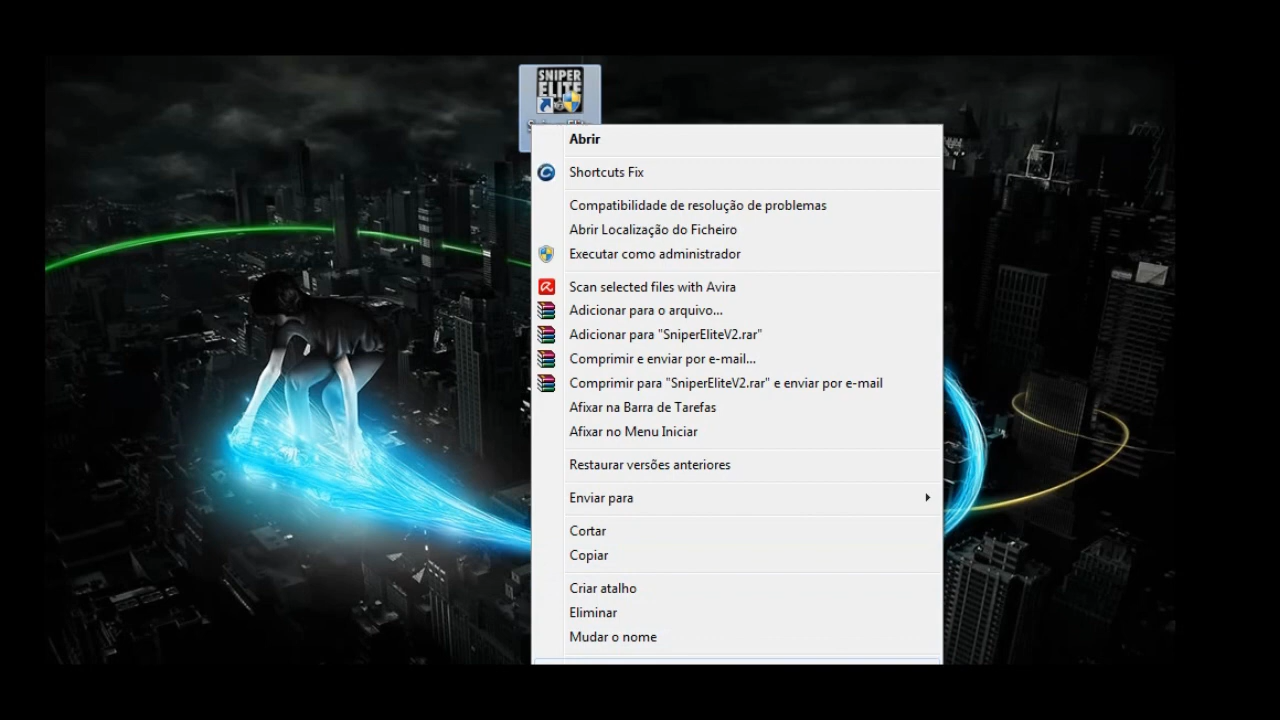 SNIPER
ELITE
Abrir
Shortcuts Fix
Compatibilidade de resolução de problemas
Abrir Localização do Ficheiro
Executar como administrador
Scan selected files with Avira
Adicionar para o arquivo...
Adicionar para "SniperEliteV2.rar"
Comprimir e enviar por e-mail...
Comprimir para "SniperEliteV2.rar" e enviar por e-mail
Afixar na Barra de Tarefas
Afixar no Menu Iniciar
Restaurar versões anteriores
Enviar para
Cortar
Copiar
Criar atalho
Eliminar
Mudar o nome